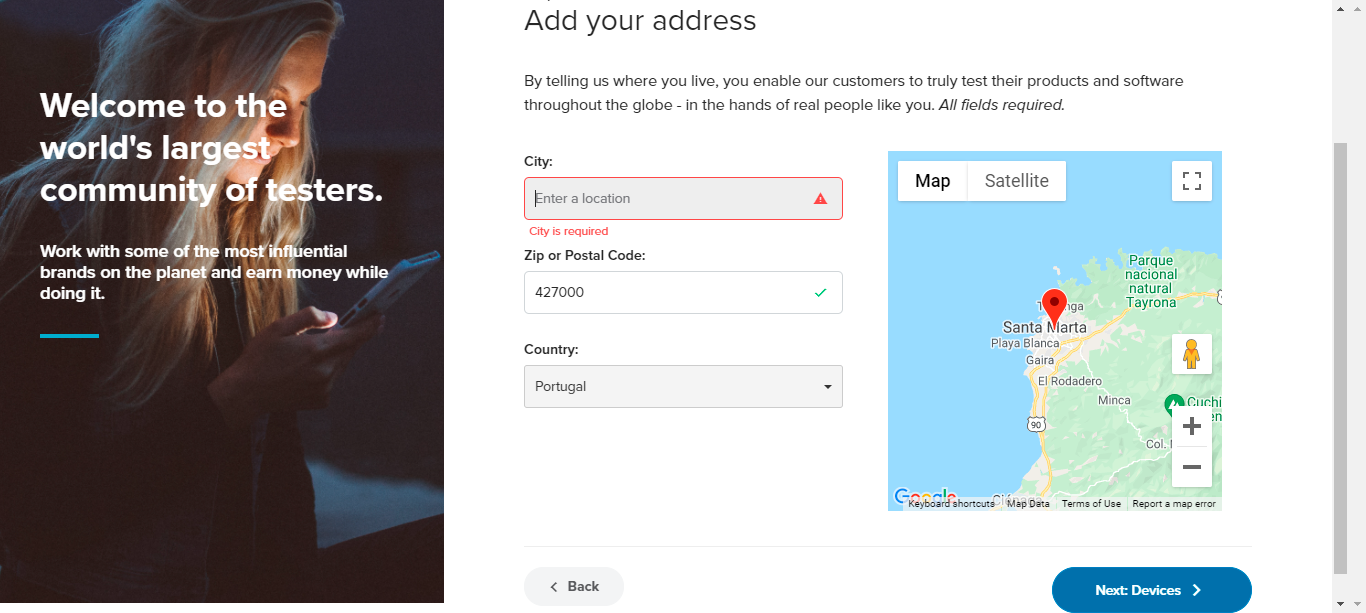 Welcome to the
world's largest
community of testers.
Work with some of the most influential
brands on the planet and earn money while
doing it.
Add your address
By telling us where you live, you enable our customers to truly test their products and software
throughout the globe - in the hands of real people like you. All fields required.
City:
Enter a location
City is required
Zip or Postal Code:
427000
Country:
Portugal
Map Satellite
Parque
nacional
natural
Tayrona
Santa Marta
Playa Blanca
Gaira
El Rodadero
Minca
90
Col.
Google
Keyboard shortcuts Map Data Terms of Use Report a map error
Back
Next: Devices